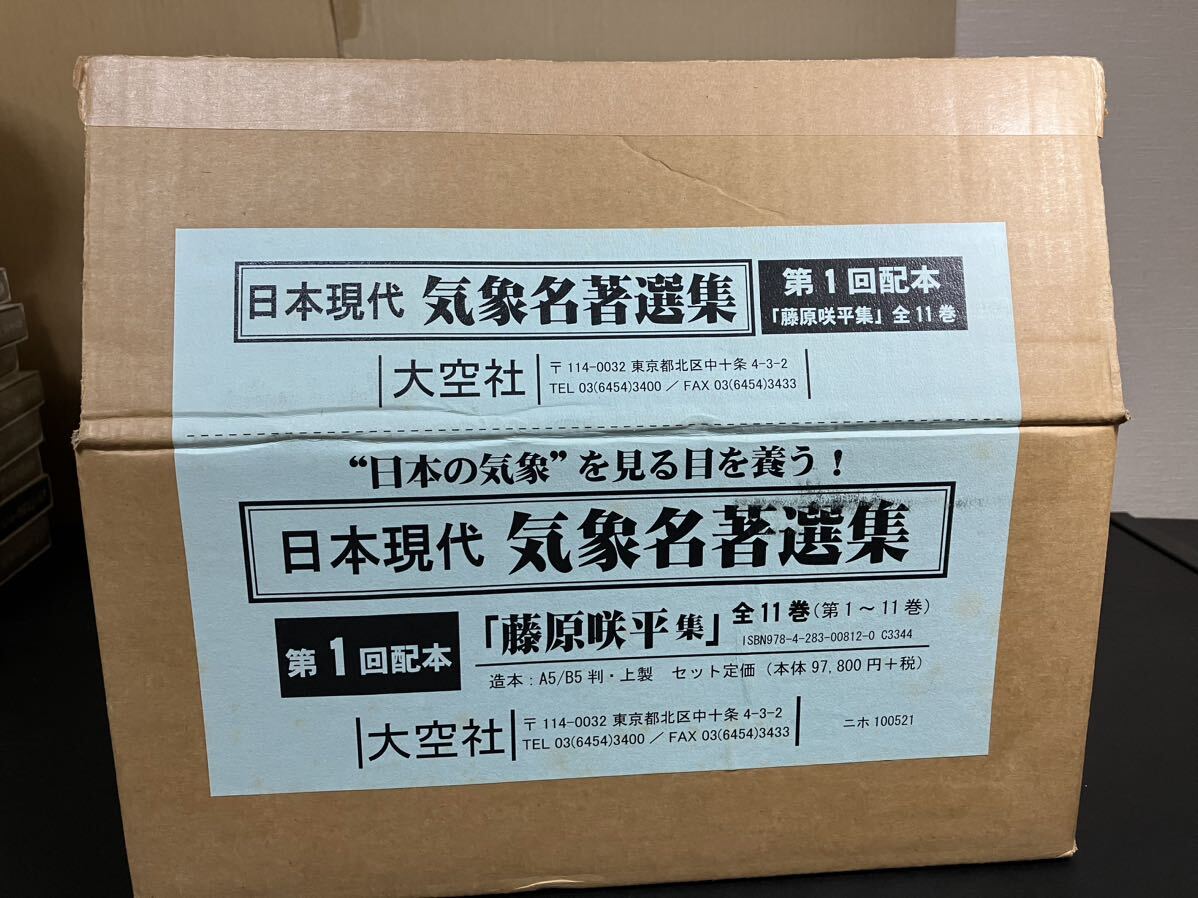 日本現代 気象名著選集
第1回配本
「藤原咲平集」全11巻
大空社
〒114-0032 東京都北区中十条 4-3-2
TEL 03(6454)3400 ／ FAX 03(6454)3433
“日本の気象”を見る目を養う！
日本現代 気象名著選集
第1回配本
「藤原咲平集」全11巻(第1～11巻)
ISBN978-4-283-00812-0 C3344
造本：A5/B5判・上製 セット定価（本体97,800円＋税）
大空社
〒114-0032 東京都北区中十条 4-3-2
TEL 03(6454)3400 ／ FAX 03(6454)3433
ニホ 100521